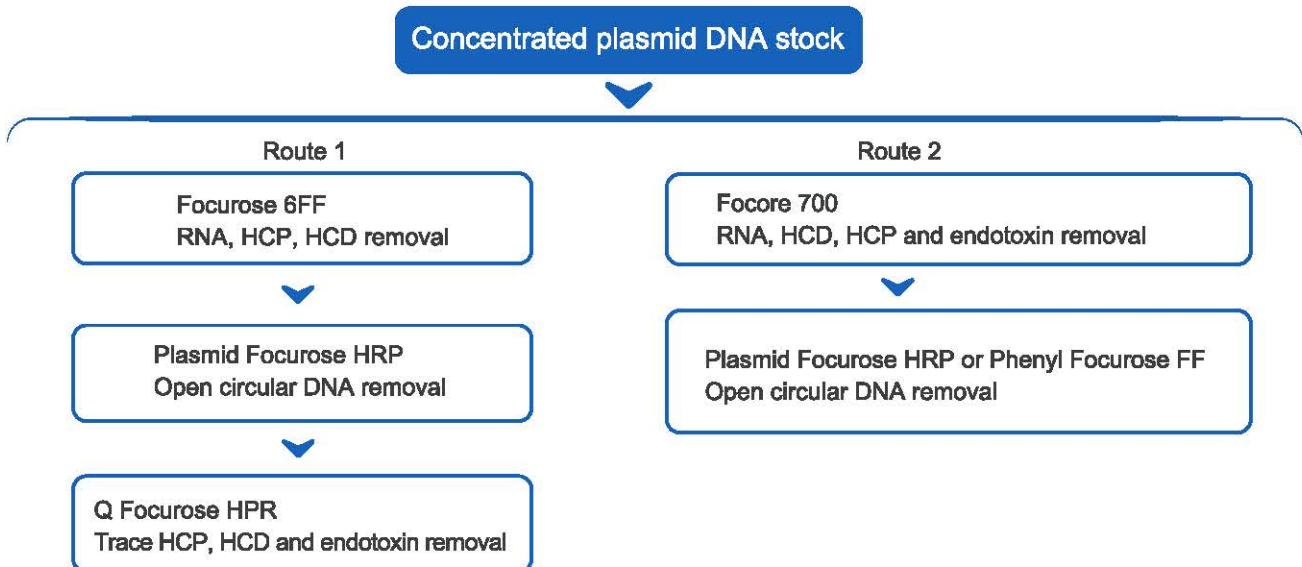 Concentrated plasmid DNA stock
Route 1
Focurose 6FF
RNA, HCP, HCD removal
Plasmid Focurose HRP
Open circular DNA removal
Q Focurose HPR
Trace HCP, HCD and endotoxin removal
Route 2
Focore 700
RNA, HCD, HCP and endotoxin removal
Plasmid Focurose HRP or Phenyl Focurose FF
Open circular DNA removal